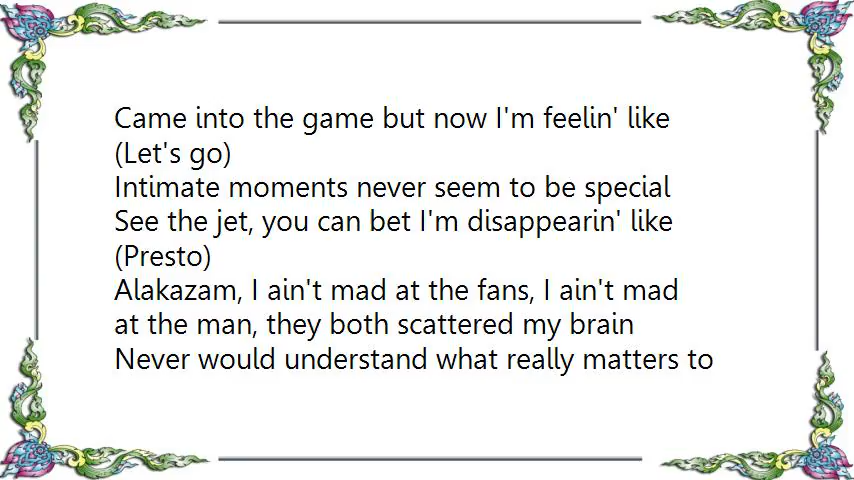 Came into the game but now I'm feelin' like
(Let's go)
Intimate moments never seem to be special
See the jet, you can bet I'm disappearin' like
(Presto)
Alakazam, I ain't mad at the fans, I ain't mad
at the man, they both scattered my brain
Never would understand what really matters to